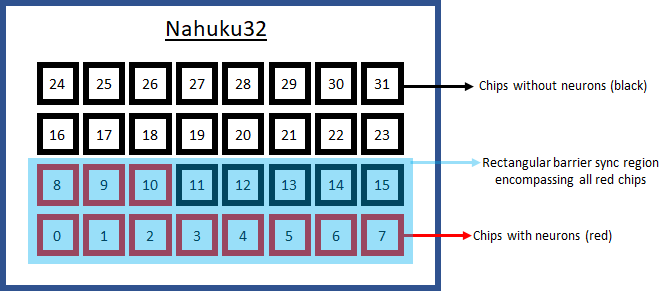 Nahuku32
24 25 26 27 28 29 30 31
Chips without neurons (black)
16 17 18 19 20 21 22 23
Rectangular barrier sync region
encompassing all red chips
8 9 10 11 12 13 14 15
0 1 2 3 4 5 6 7
Chips with neurons (red)